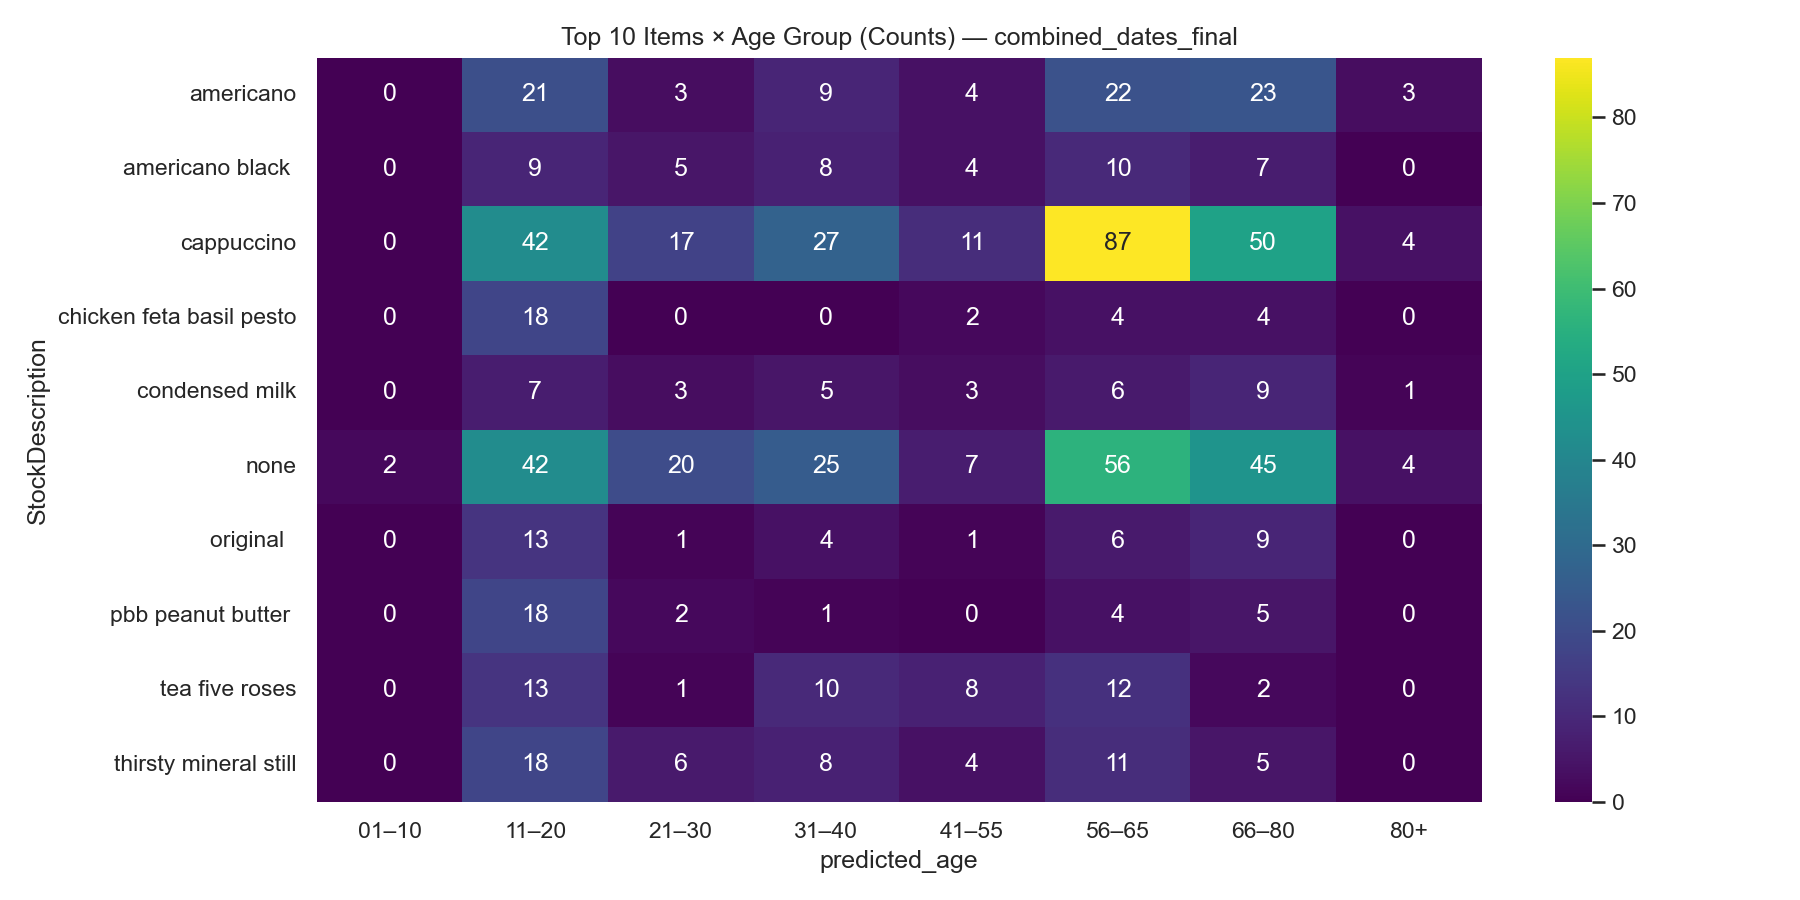 Top 10 Items × Age Group (Counts) — combined_dates_final
StockDescription
americano 0 21 3 9 4 22 23 3
americano black 0 9 5 8 4 10 7 0
cappuccino 0 42 17 27 11 87 50 4
chicken feta basil pesto 0 18 0 0 2 4 4 0
condensed milk 0 7 3 5 3 6 9 1
none 2 42 20 25 7 56 45 4
original 0 13 1 4 1 6 9 0
pbb peanut butter 0 18 2 1 0 4 5 0
tea five roses 0 13 1 10 8 12 2 0
thirsty mineral still 0 18 6 8 4 11 5 0
01–10 11–20 21–30 31–40 41–55 56–65 66–80 80+
predicted_age
80
70
60
50
40
30
20
10
0